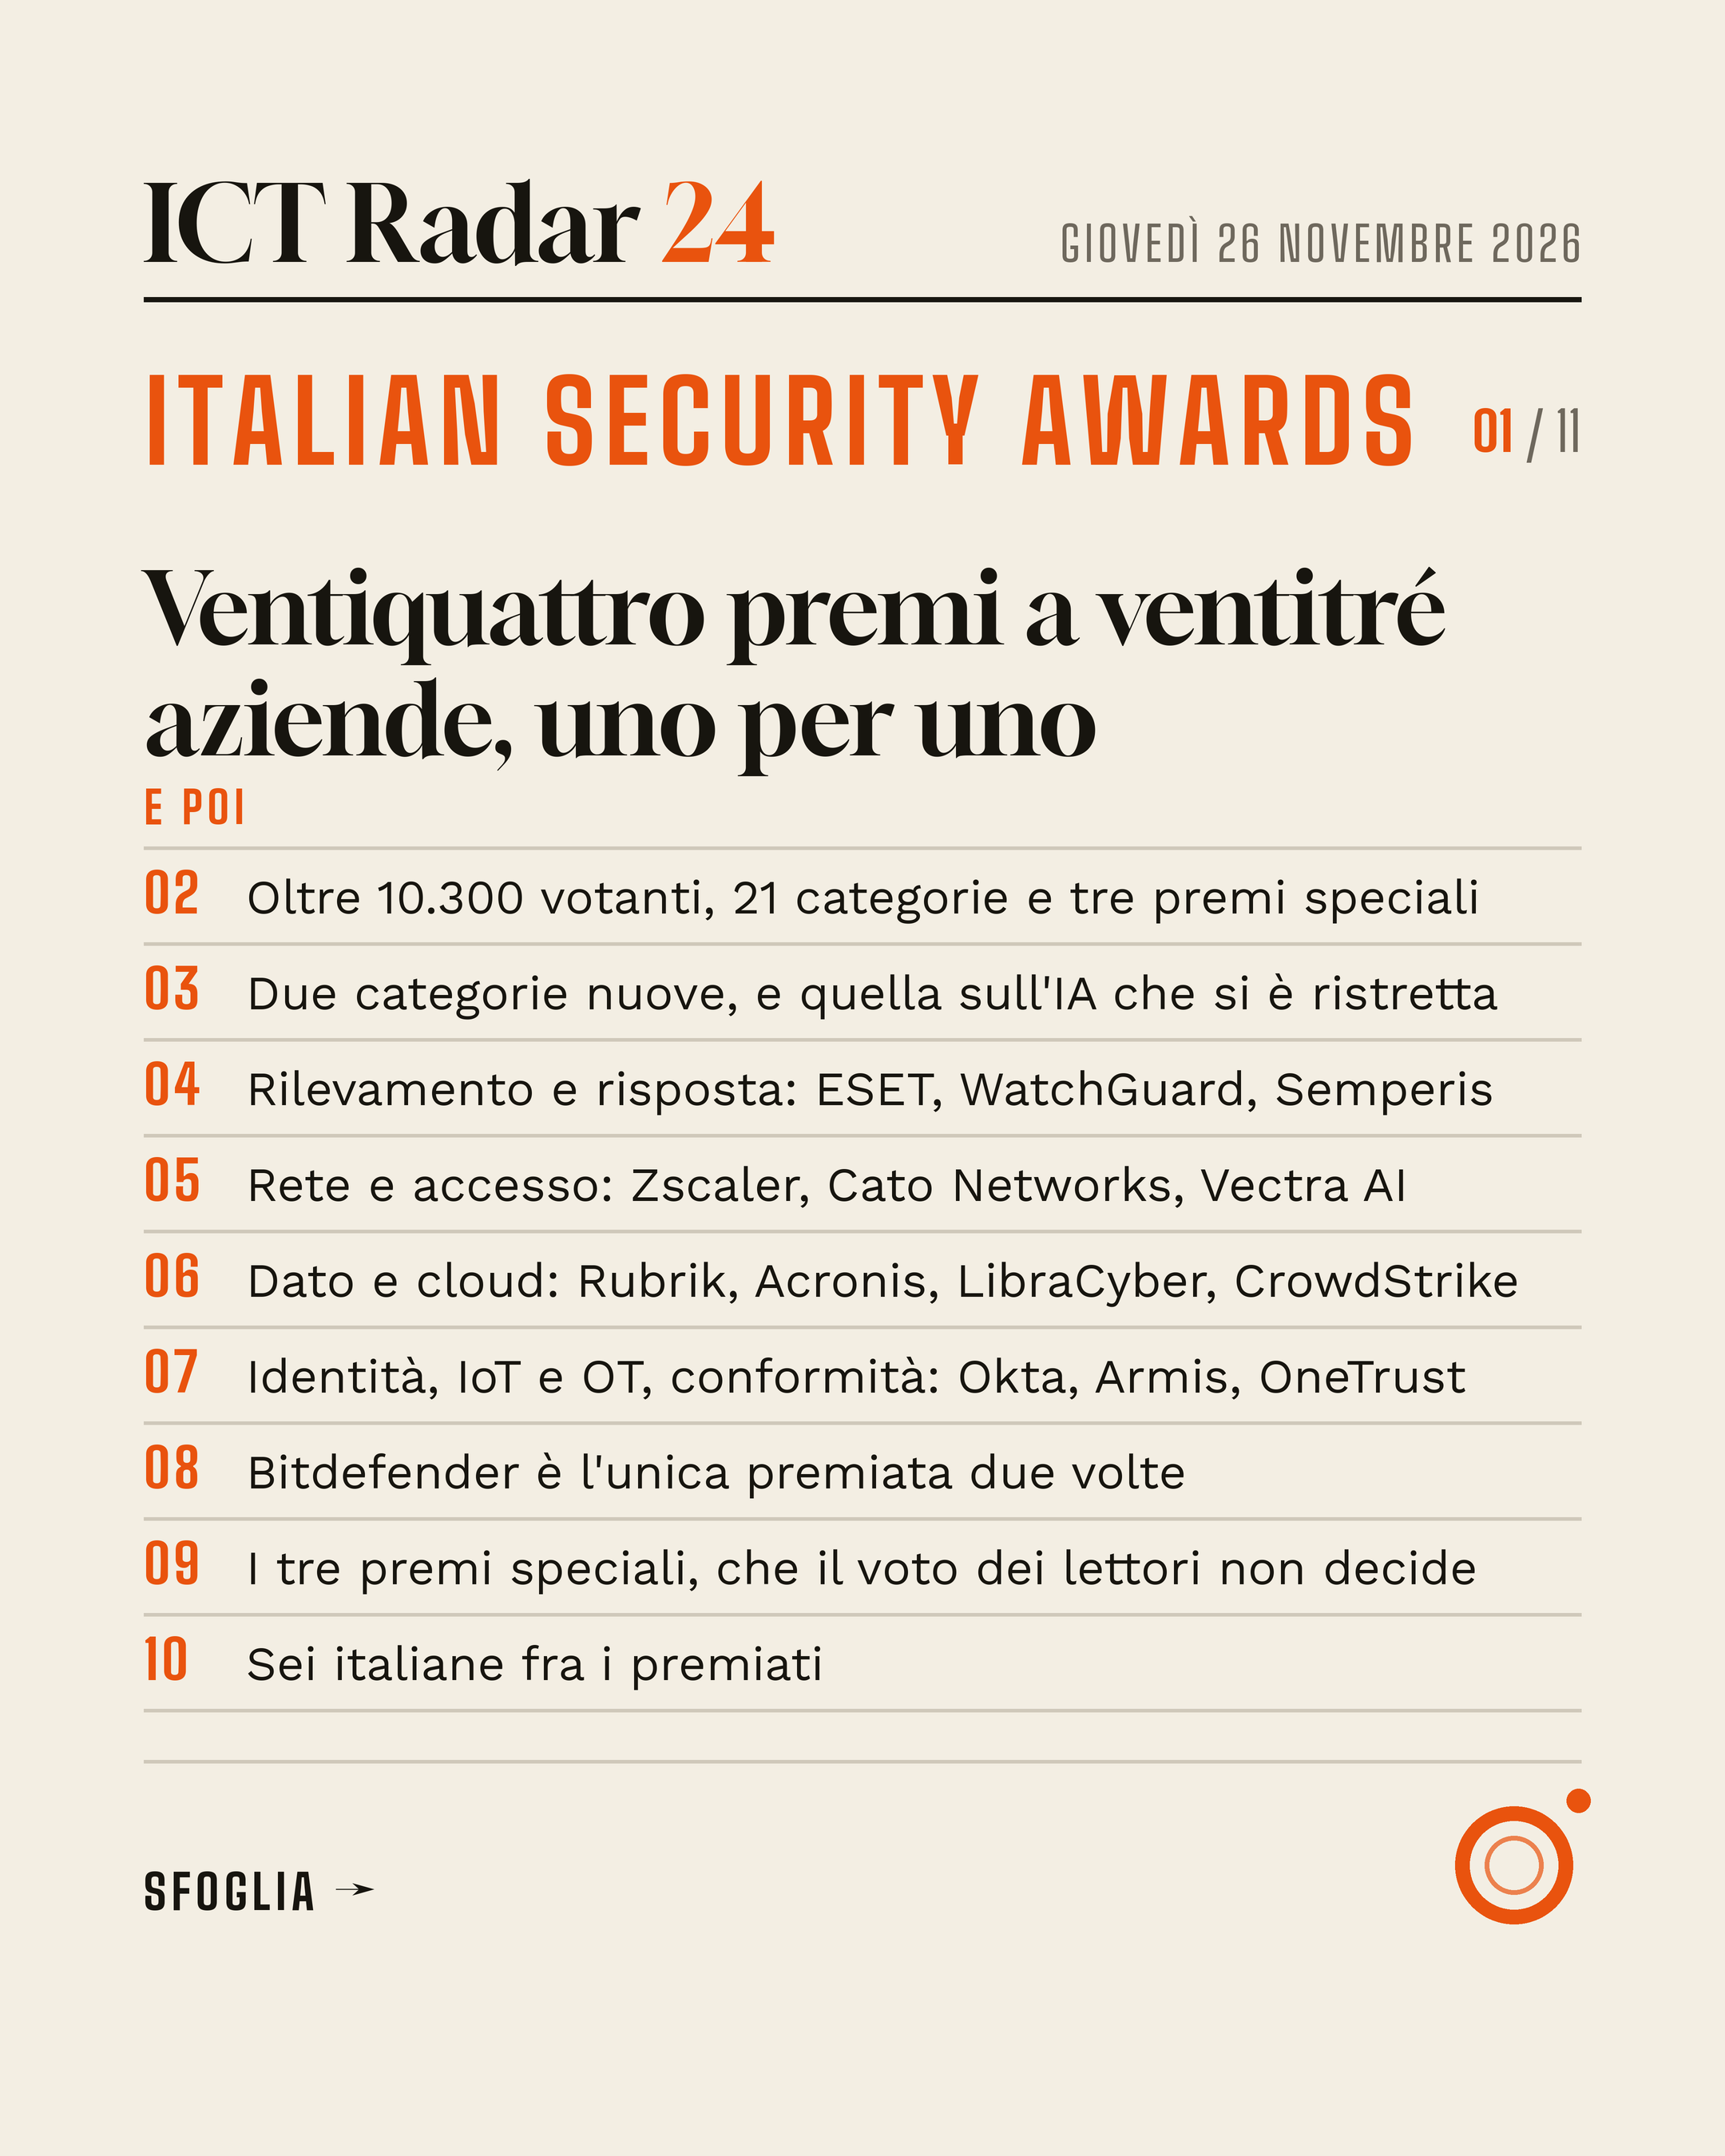 ICT Radar 24
GIOVEDÌ 26 NOVEMBRE 2026
ITALIAN SECURITY AWARDS
01 / 11
Ventiquattro premi a ventitré
aziende, uno per uno
E POI
02 Oltre 10.300 votanti, 21 categorie e tre premi speciali
03 Due categorie nuove, e quella sull'IA che si è ristretta
04 Rilevamento e risposta: ESET, WatchGuard, Semperis
05 Rete e accesso: Zscaler, Cato Networks, Vectra AI
06 Dato e cloud: Rubrik, Acronis, LibraCyber, CrowdStrike
07 Identità, IoT e OT, conformità: Okta, Armis, OneTrust
08 Bitdefender è l'unica premiata due volte
09 I tre premi speciali, che il voto dei lettori non decide
10 Sei italiane fra i premiati
SFOGLIA →